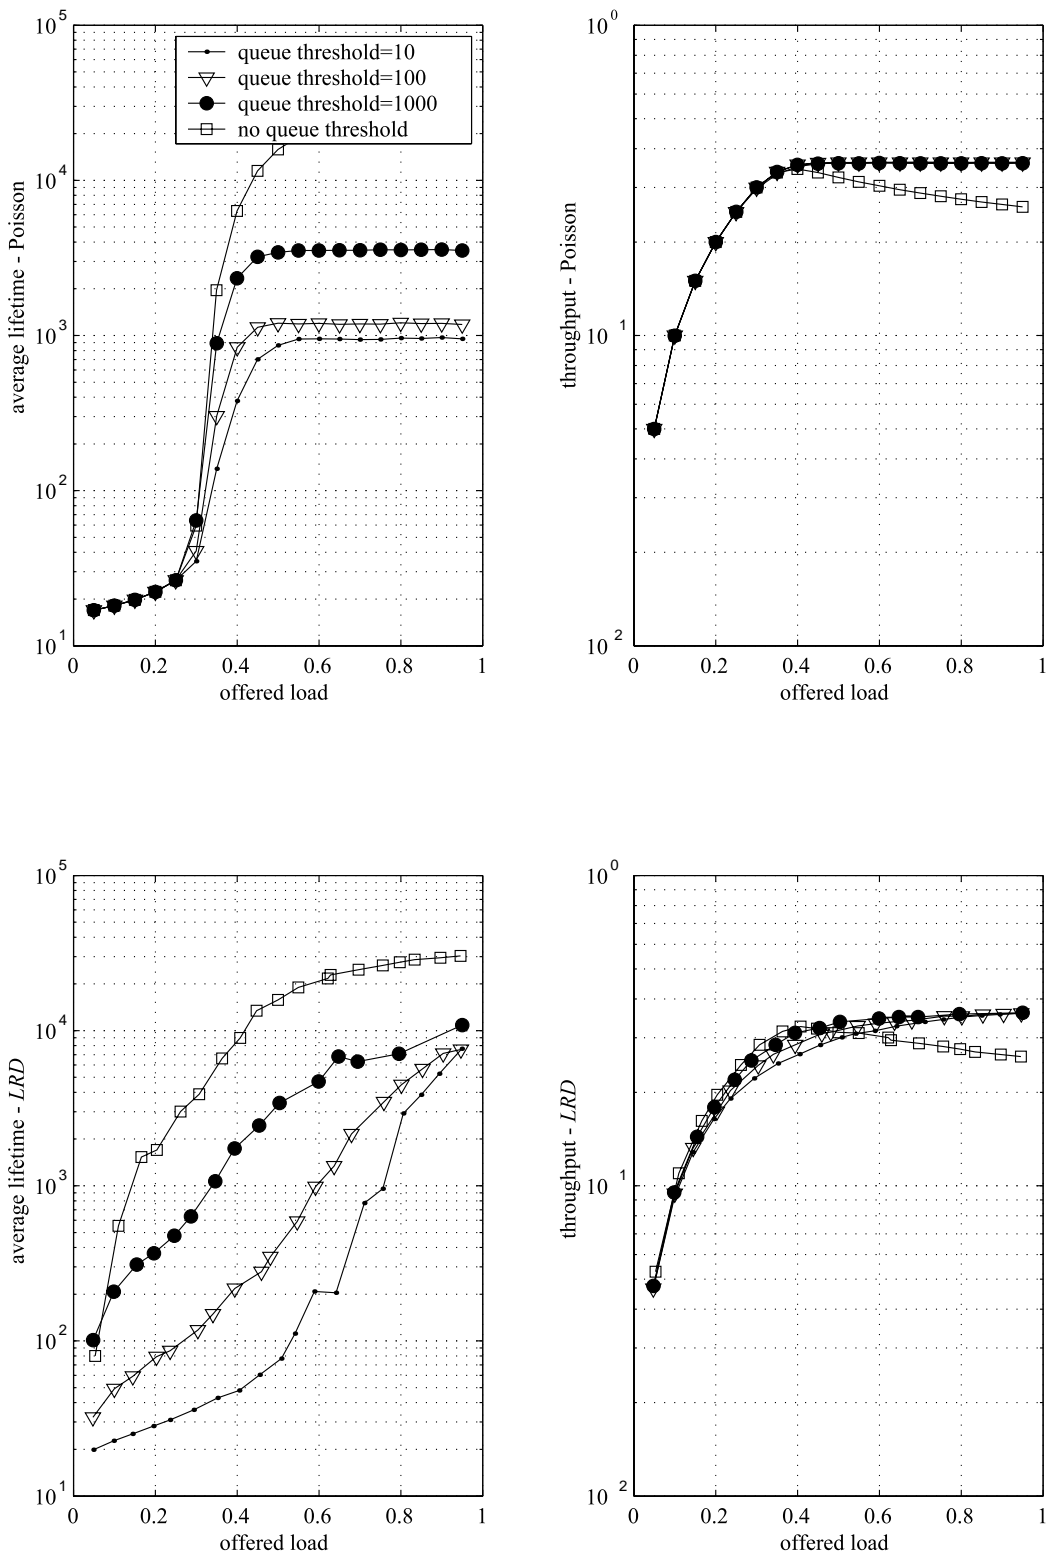 10^5
10^4
10^3
10^2
10^1
average lifetime - Poisson
queue threshold=10
queue threshold=100
queue threshold=1000
no queue threshold
0 0.2 0.4 0.6 0.8 1
offered load
10^0
10^1
10^2
throughput - Poisson
0 0.2 0.4 0.6 0.8 1
offered load
10^5
10^4
10^3
10^2
10^1
average lifetime - LRD
0 0.2 0.4 0.6 0.8 1
offered load
10^0
10^1
10^2
throughput - LRD
0 0.2 0.4 0.6 0.8 1
offered load